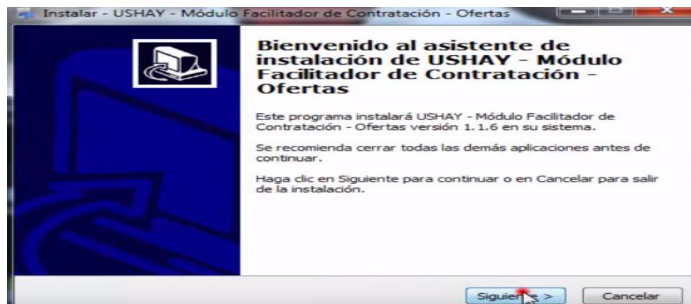 Instalar - USHAY - Módulo Facilitador de Contratación - Ofertas
Bienvenido al asistente de
instalación de USHAY - Módulo
Facilitador de Contratación -
Ofertas
Este programa instalará USHAY - Módulo Facilitador de
Contratación - Ofertas versión 1.1.6 en su sistema.
Se recomienda cerrar todas las demás aplicaciones antes de
continuar.
Haga clic en Siguiente para continuar o en Cancelar para salir
de la instalación.
Siguiente > Cancelar